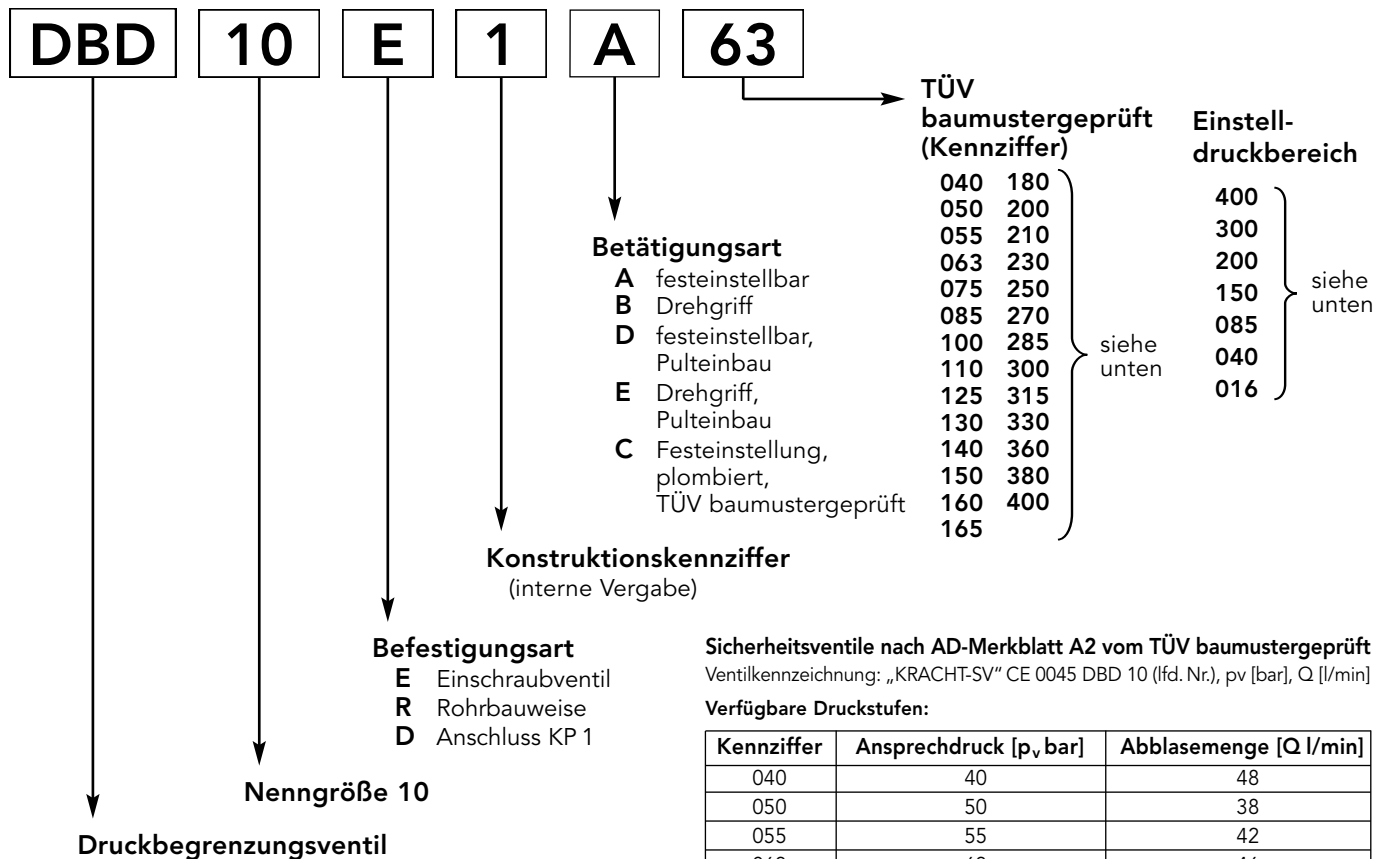 DBD 10 E 1 A 63
TÜV
baumustergeprüft
(Kennziffer)
040 180
050 200
055 210
063 230
075 250
085 270
100 285
110 300
125 315
130 330
140 360
150 380
160 400
165
siehe
unten
Einstell-
druckbereich
400
300
200
150
085
040
016
siehe
unten
Betätigungsart
A festeinstellbar
B Drehgriff
D festeinstellbar,
Pulteinbau
E Drehgriff,
Pulteinbau
C Festeinstellung,
plombiert,
TÜV baumustergeprüft
Konstruktionskennziffer
(interne Vergabe)
Befestigungsart
E Einschraubventil
R Rohrbauweise
D Anschluss KP 1
Nenngröße 10
Druckbegrenzungsventil
Sicherheitsventile nach AD-Merkblatt A2 vom TÜV baumustergeprüft
Ventilkennzeichnung: „KRACHT-SV" CE 0045 DBD 10 (lfd. Nr.), pv [bar], Q [l/min]
Verfügbare Druckstufen:
Kennziffer Ansprechdruck [pv bar] Abblasemenge [Q l/min]
040 40 48
050 50 38
055 55 42